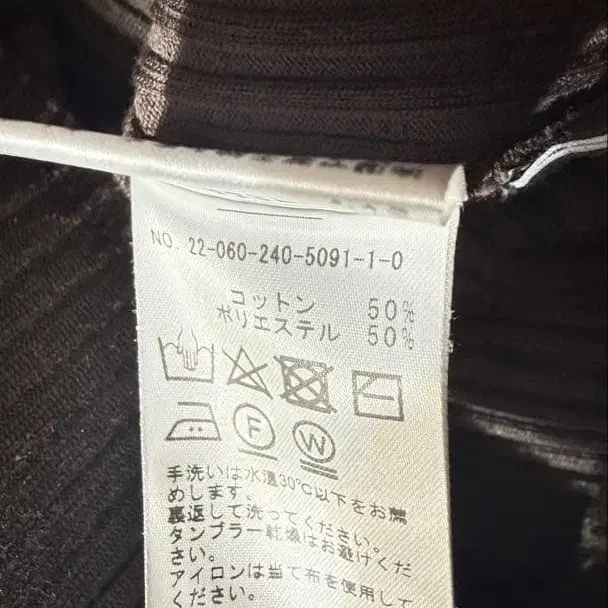 NO. 22-060-240-5091-1-0
コットン 50%
ポリエステル 50%
F
W
手洗いは水温30℃以下をお薦
めします。
裏返して洗ってください。
タンブラー乾燥はお避けくだ
さい。
アイロンは当て布を使用して
ください。